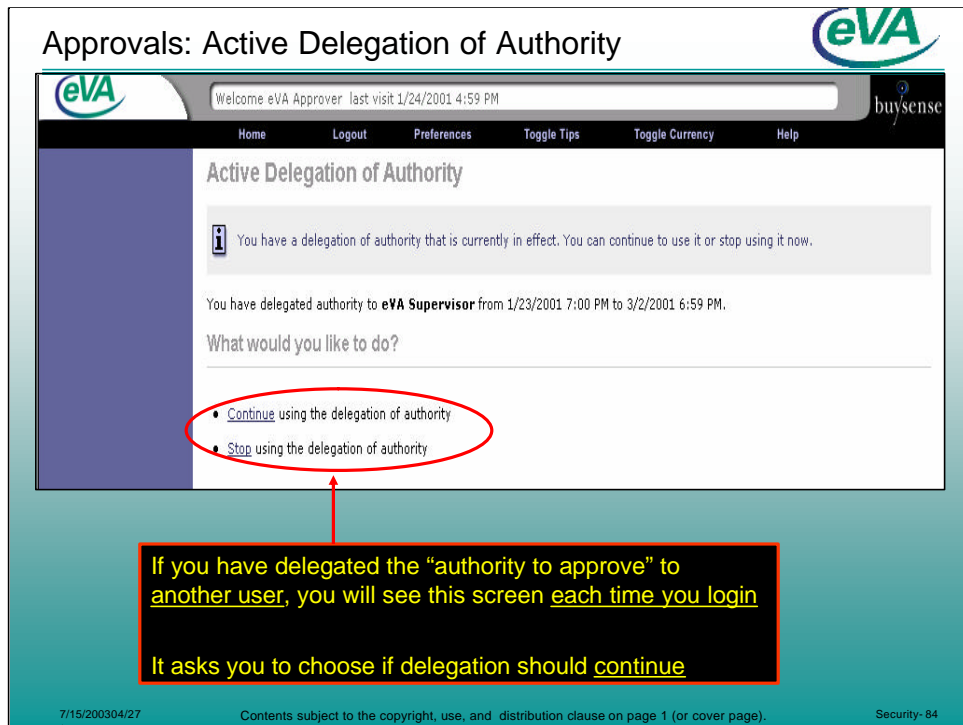 Approvals: Active Delegation of Authority
eVA
eVA
Welcome eVA Approver last visit 1/24/2001 4:59 PM
buysense
Home Logout Preferences Toggle Tips Toggle Currency Help
Active Delegation of Authority
i You have a delegation of authority that is currently in effect. You can continue to use it or stop using it now.
You have delegated authority to eVA Supervisor from 1/23/2001 7:00 PM to 3/2/2001 6:59 PM.
What would you like to do?
• Continue using the delegation of authority
• Stop using the delegation of authority
If you have delegated the “authority to approve” to
another user, you will see this screen each time you login
It asks you to choose if delegation should continue
7/15/200304/27 Contents subject to the copyright, use, and distribution clause on page 1 (or cover page). Security- 84